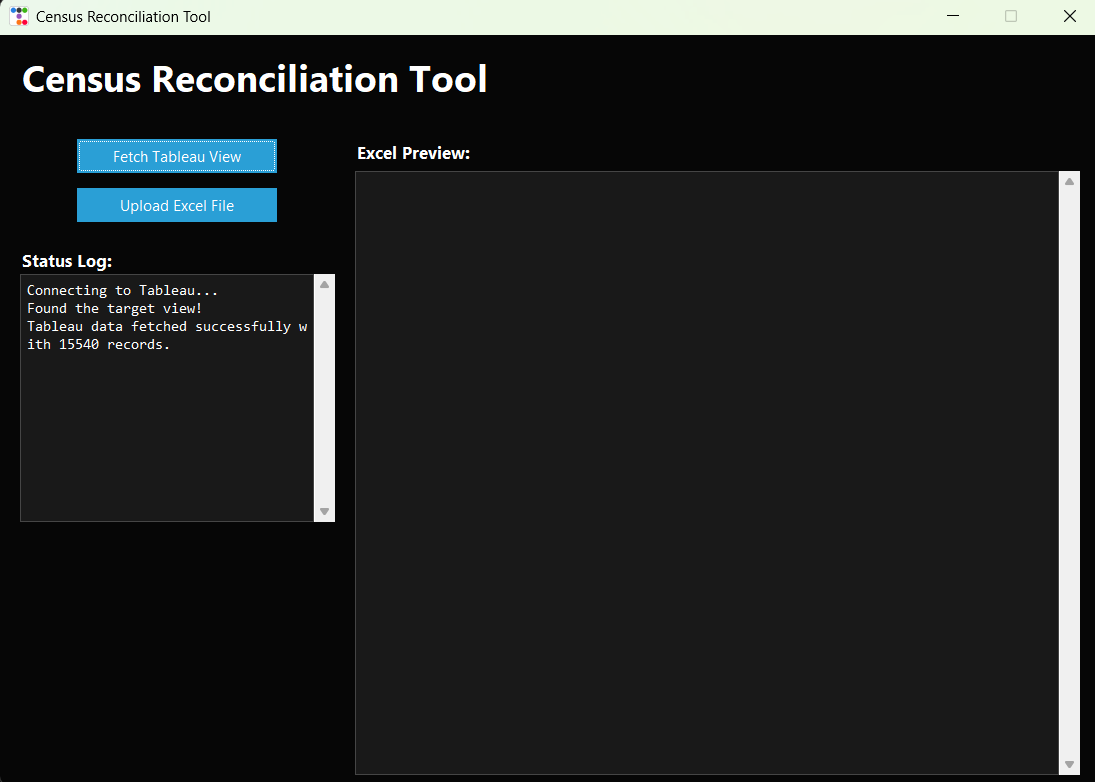 Census Reconciliation Tool
Census Reconciliation Tool
Fetch Tableau View
Upload Excel File
Status Log:
Connecting to Tableau...
Found the target view!
Tableau data fetched successfully w
ith 15540 records.
Excel Preview: